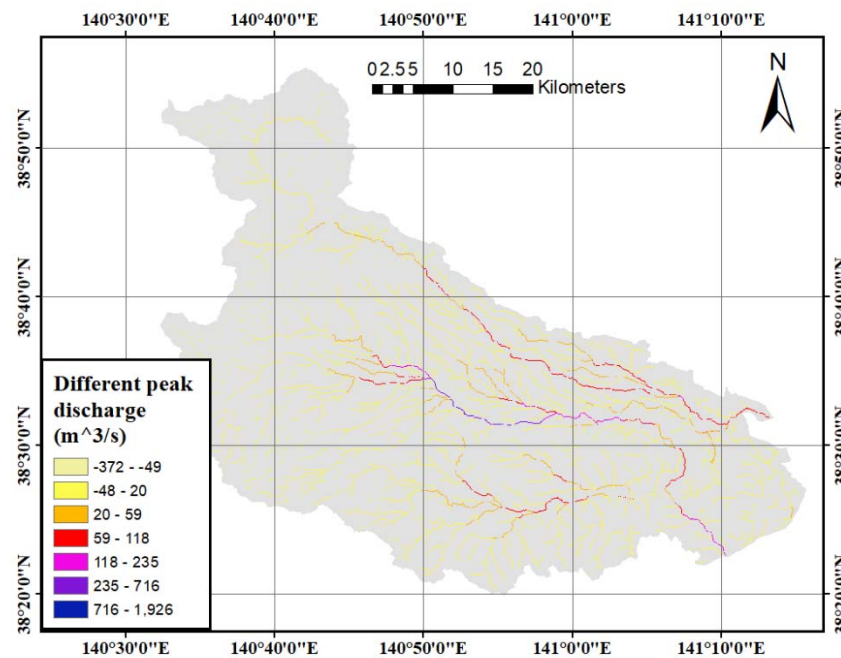 140°30'0"E 140°40'0"E 140°50'0"E 141°0'0"E 141°10'0"E
0 2.5 5 10 15 20
Kilometers
N
38°50'0"N 38°50'0"N
38°40'0"N 38°40'0"N
38°30'0"N
38°20'0"N 38°20'0"N
Different peak
discharge
(m^3/s)
-372 - -49
-48 - 20
20 - 59
59 - 118
118 - 235
235 - 716
716 - 1,926
140°30'0"E 140°40'0"E 140°50'0"E 141°0'0"E 141°10'0"E